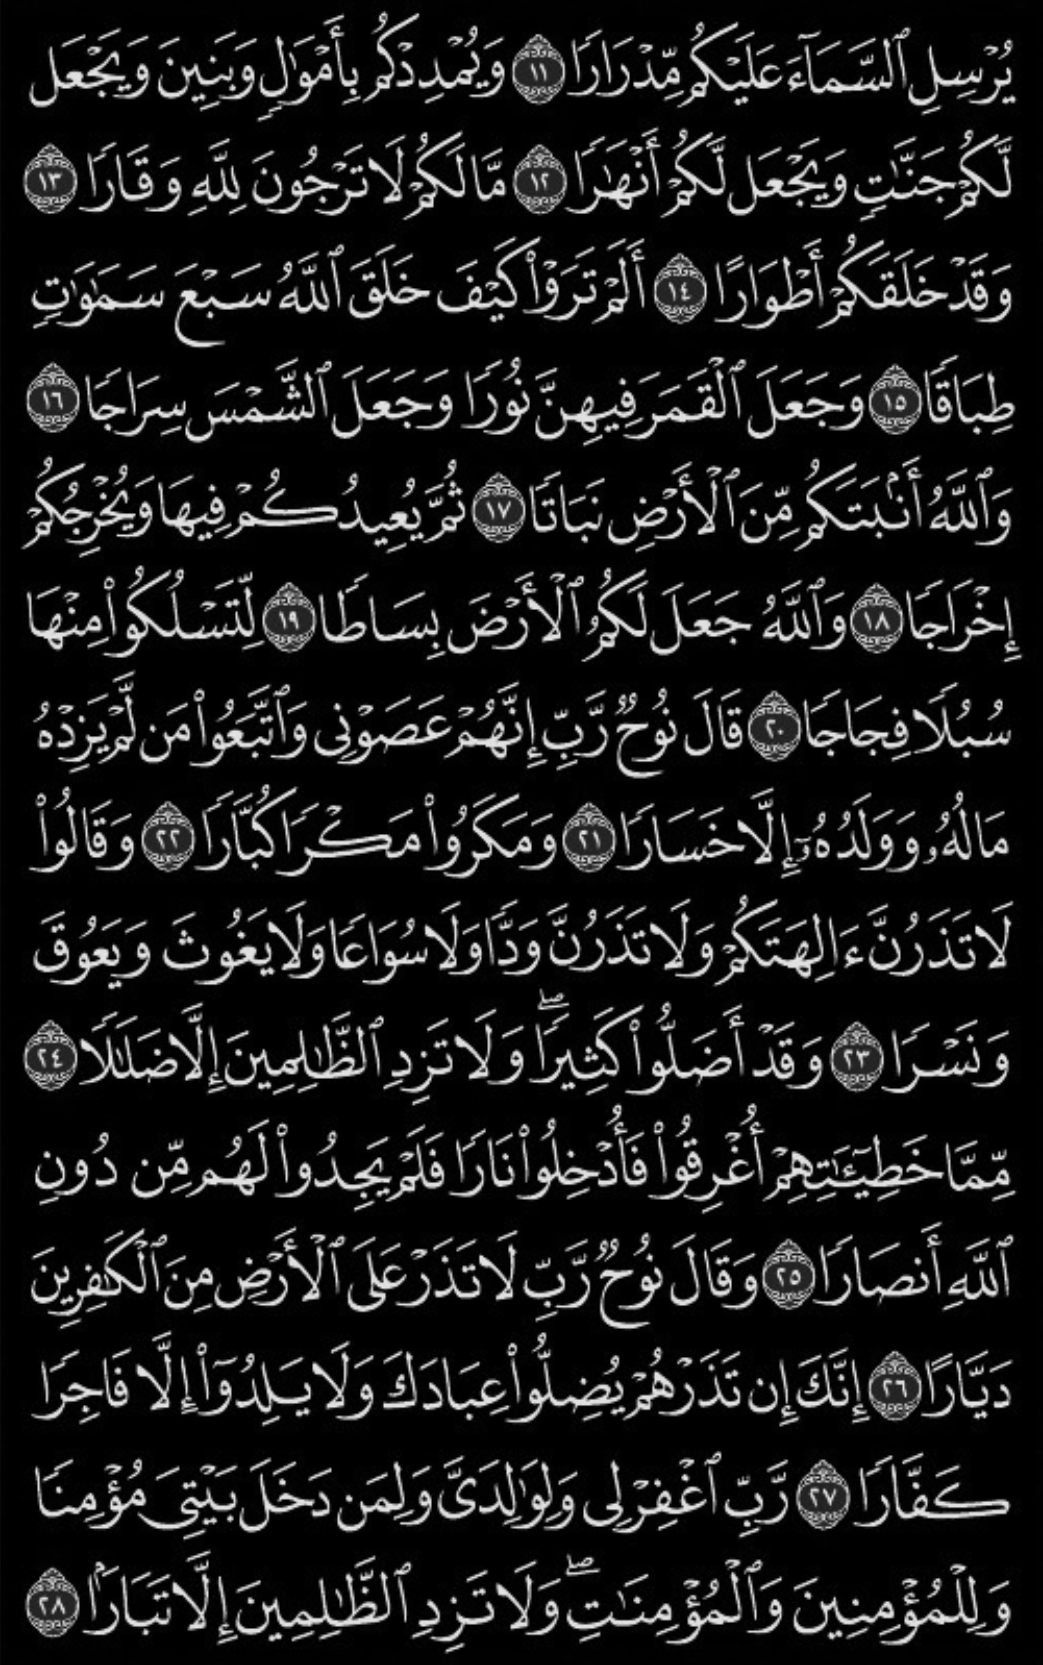 يُرْسِلِ ٱلسَّمَآءَ عَلَيْكُم مِّدْرَارًا ١١ وَيُمْدِدْكُم بِأَمْوَٰلٍ وَبَنِينَ وَيَجْعَل
لَّكُمْ جَنَّٰتٍ وَيَجْعَل لَّكُمْ أَنْهَٰرًا ١٢ مَّا لَكُمْ لَا تَرْجُونَ لِلَّهِ وَقَارًا ١٣
وَقَدْ خَلَقَكُمْ أَطْوَارًا ١٤ أَلَمْ تَرَوْا۟ كَيْفَ خَلَقَ ٱللَّهُ سَبْعَ سَمَٰوَٰتٍ
طِبَاقًا ١٥ وَجَعَلَ ٱلْقَمَرَ فِيهِنَّ نُورًا وَجَعَلَ ٱلشَّمْسَ سِرَاجًا ١٦
وَٱللَّهُ أَنۢبَتَكُم مِّنَ ٱلْأَرْضِ نَبَاتًا ١٧ ثُمَّ يُعِيدُكُمْ فِيهَا وَيُخْرِجُكُمْ
إِخْرَاجًا ١٨ وَٱللَّهُ جَعَلَ لَكُمُ ٱلْأَرْضَ بِسَاطًا ١٩ لِّتَسْلُكُوا۟ مِنْهَا
سُبُلًا فِجَاجًا ٢٠ قَالَ نُوحٌ رَّبِّ إِنَّهُمْ عَصَوْنِى وَٱتَّبَعُوا۟ مَن لَّمْ يَزِدْهُ
مَالُهُۥ وَوَلَدُهُۥٓ إِلَّا خَسَارًا ٢١ وَمَكَرُوا۟ مَكْرًا كُبَّارًا ٢٢ وَقَالُوا۟
لَا تَذَرُنَّ ءَالِهَتَكُمْ وَلَا تَذَرُنَّ وَدًّا وَلَا سُوَاعًا وَلَا يَغُوثَ وَيَعُوقَ
وَنَسْرًا ٢٣ وَقَدْ أَضَلُّوا۟ كَثِيرًا ۖ وَلَا تَزِدِ ٱلظَّٰلِمِينَ إِلَّا ضَلَٰلًا ٢٤
مِّمَّا خَطِيٓـَٰٔتِهِمْ أُغْرِقُوا۟ فَأُدْخِلُوا۟ نَارًا فَلَمْ يَجِدُوا۟ لَهُم مِّن دُونِ
ٱللَّهِ أَنصَارًا ٢٥ وَقَالَ نُوحٌ رَّبِّ لَا تَذَرْ عَلَى ٱلْأَرْضِ مِنَ ٱلْكَٰفِرِينَ
دَيَّارًا ٢٦ إِنَّكَ إِن تَذَرْهُمْ يُضِلُّوا۟ عِبَادَكَ وَلَا يَلِدُوٓا۟ إِلَّا فَاجِرًا
كَفَّارًا ٢٧ رَّبِّ ٱغْفِرْ لِى وَلِوَٰلِدَىَّ وَلِمَن دَخَلَ بَيْتِىَ مُؤْمِنًا
وَلِلْمُؤْمِنِينَ وَٱلْمُؤْمِنَٰتِ ۖ وَلَا تَزِدِ ٱلظَّٰلِمِينَ إِلَّا تَبَارًۢا ٢٨